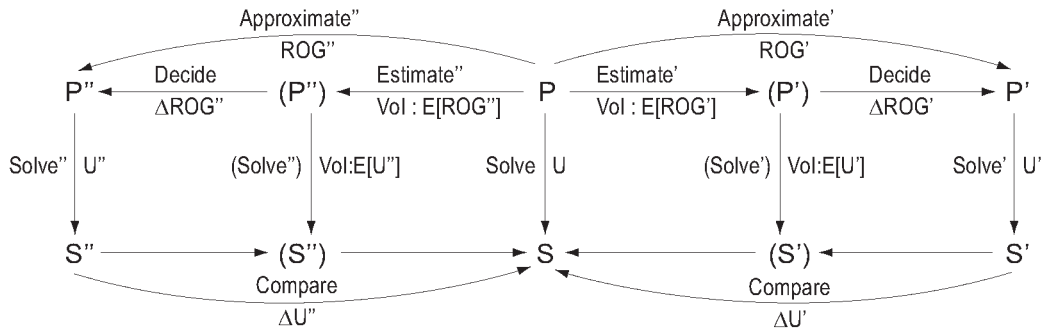 Approximate” Approximate’
ROG” ROG’
P” Decide (P”) Estimate” P Estimate’ (P’) Decide P’
ΔROG” Vol : E[ROG”] Vol : E[ROG’] ΔROG’
Solve” U” (Solve”) Vol:E[U”] Solve U (Solve’) Vol:E[U’] Solve’ U’
S” (S”) S (S’) S’
Compare Compare
ΔU” ΔU’